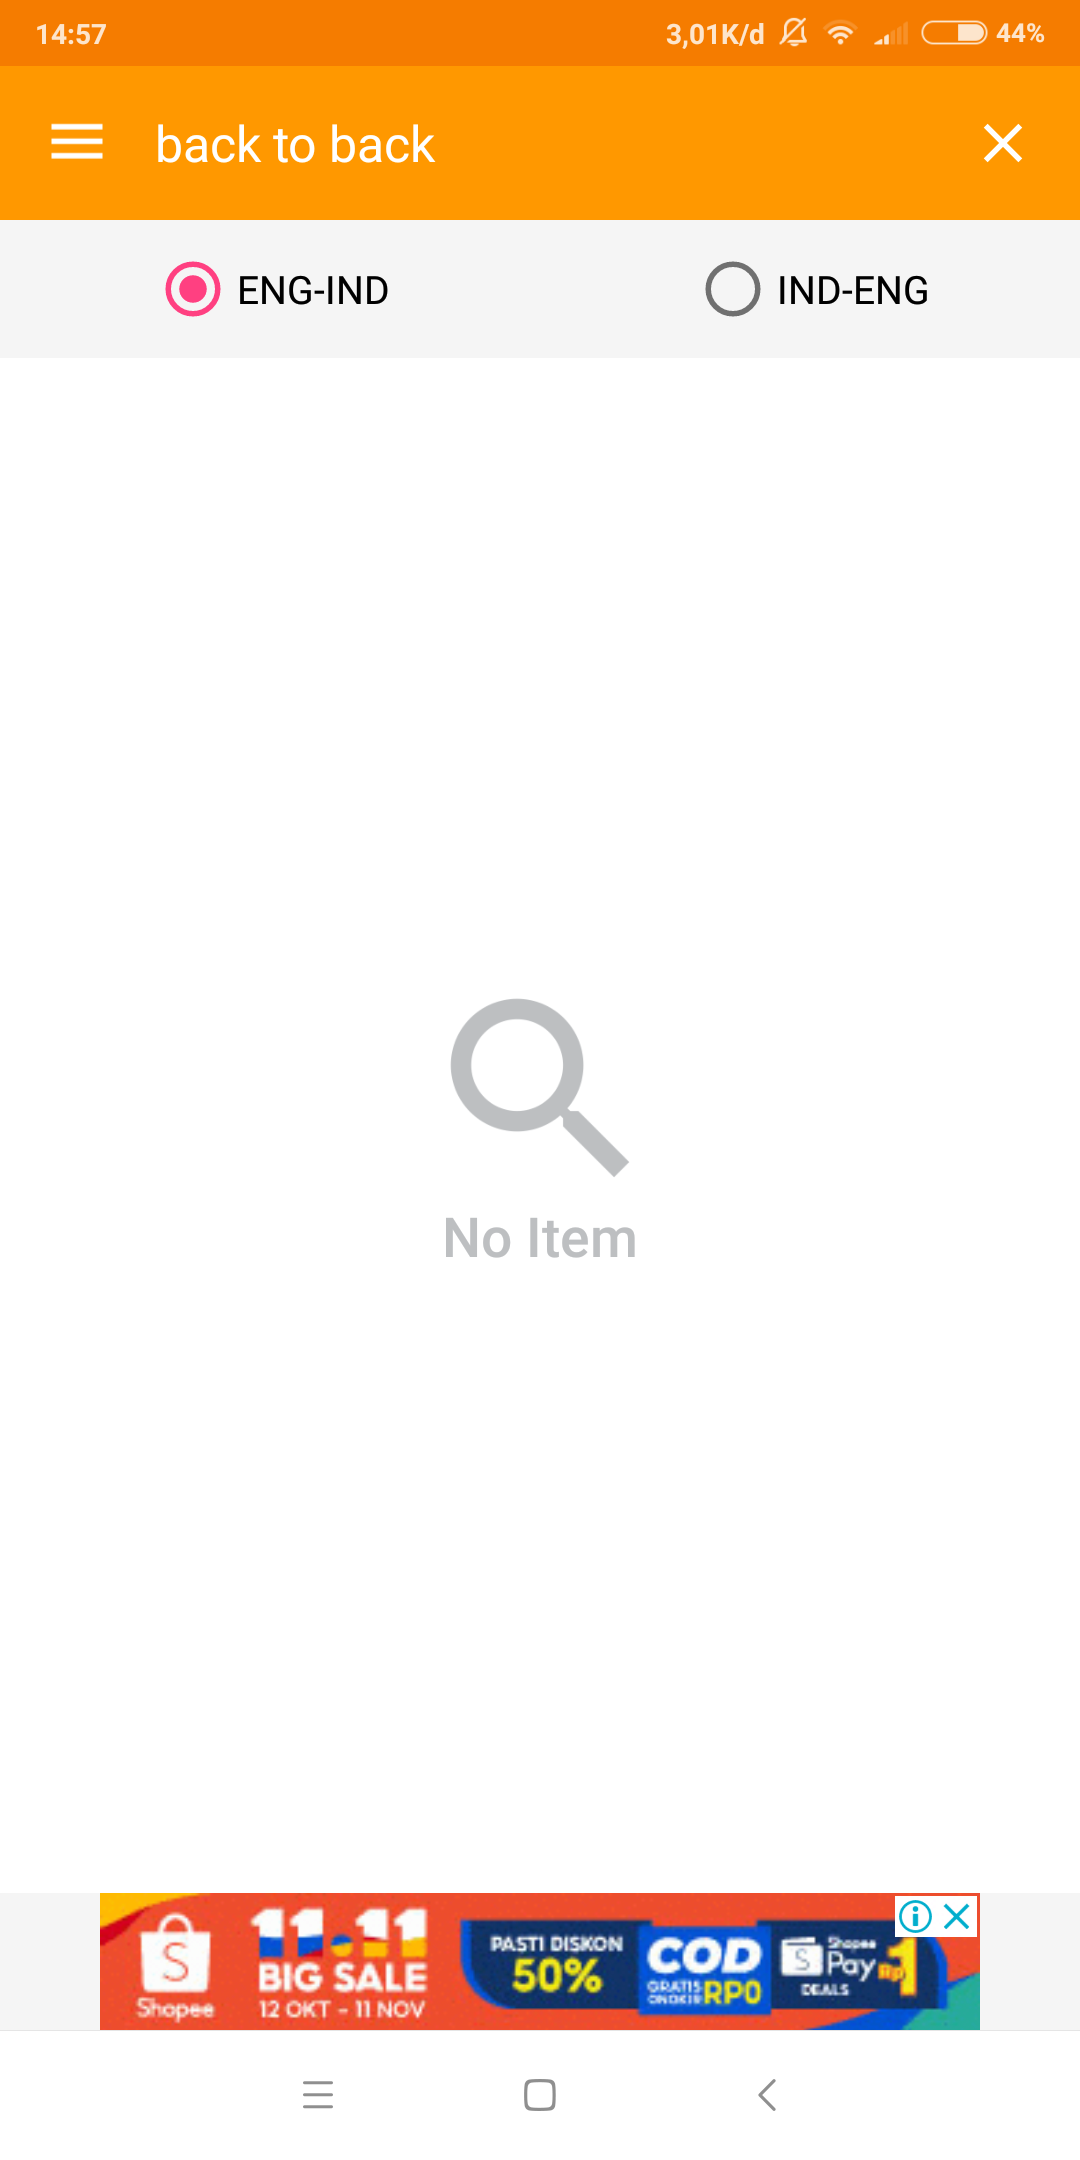 14:57
3,01K/d
44%
back to back
ENG-IND
IND-ENG
No Item
S
Shopee
11.11
BIG SALE
12 OKT - 11 NOV
PASTI DISKON
50%
COD
GRATIS
ONGKIR
RP0
S
Shopee
Pay
DEALS
Rp1